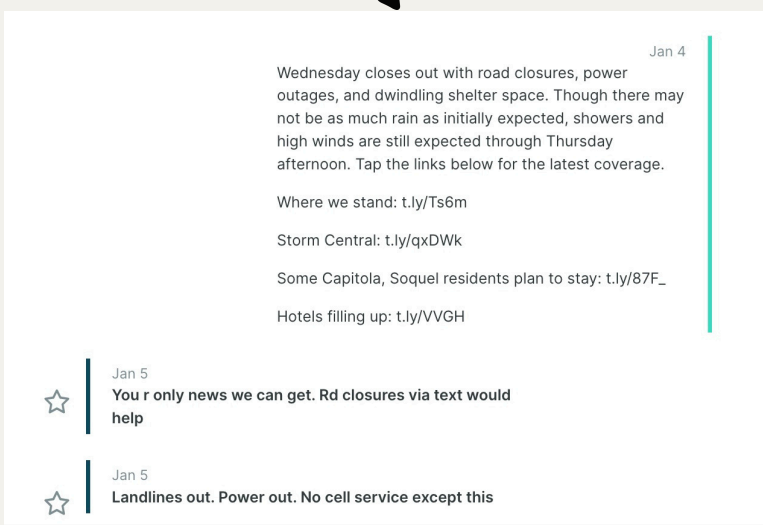 Jan 4
Wednesday closes out with road closures, power
outages, and dwindling shelter space. Though there may
not be as much rain as initially expected, showers and
high winds are still expected through Thursday
afternoon. Tap the links below for the latest coverage.
Where we stand: t.ly/Ts6m
Storm Central: t.ly/qxDWk
Some Capitola, Soquel residents plan to stay: t.ly/87F_
Hotels filling up: t.ly/VVGH
Jan 5
You r only news we can get. Rd closures via text would
help
Jan 5
Landlines out. Power out. No cell service except this